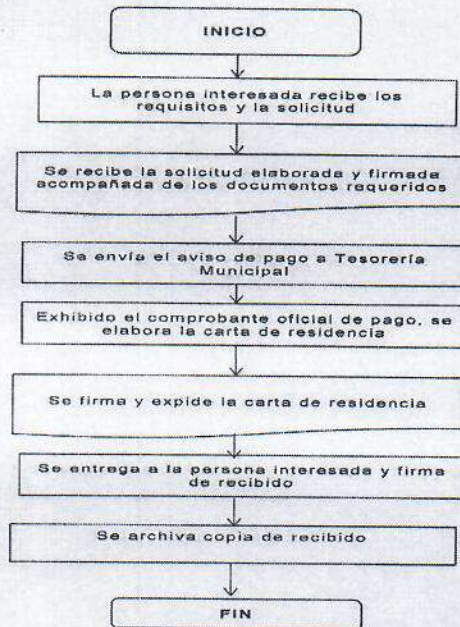 INICIO
La persona interesada recibe los
requisitos y la solicitud
Se recibe la solicitud elaborada y firmada
acompañada de los documentos requeridos
Se envía el aviso de pago a Tesorería
Municipal
Exhibido el comprobante oficial de pago, se
elabora la carta de residencia
Se firma y expide la carta de residencia
Se entrega a la persona interesada y firma
de recibido
Se archiva copia de recibido
FIN